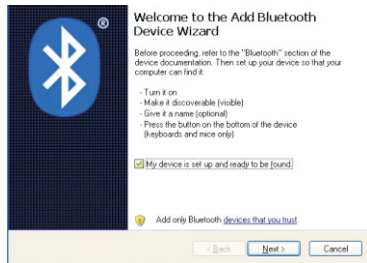 ®
Welcome to the Add Bluetooth
Device Wizard
Before proceeding, refer to the "Bluetooth" section of the
device documentation. Then set up your device so that your
computer can find it:
- Turn it on
- Make it discoverable (visible)
- Give it a name (optional)
- Press the button on the bottom of the device
(keyboards and mice only)
My device is set up and ready to be found.
Add only Bluetooth devices that you trust.
< Back Next > Cancel